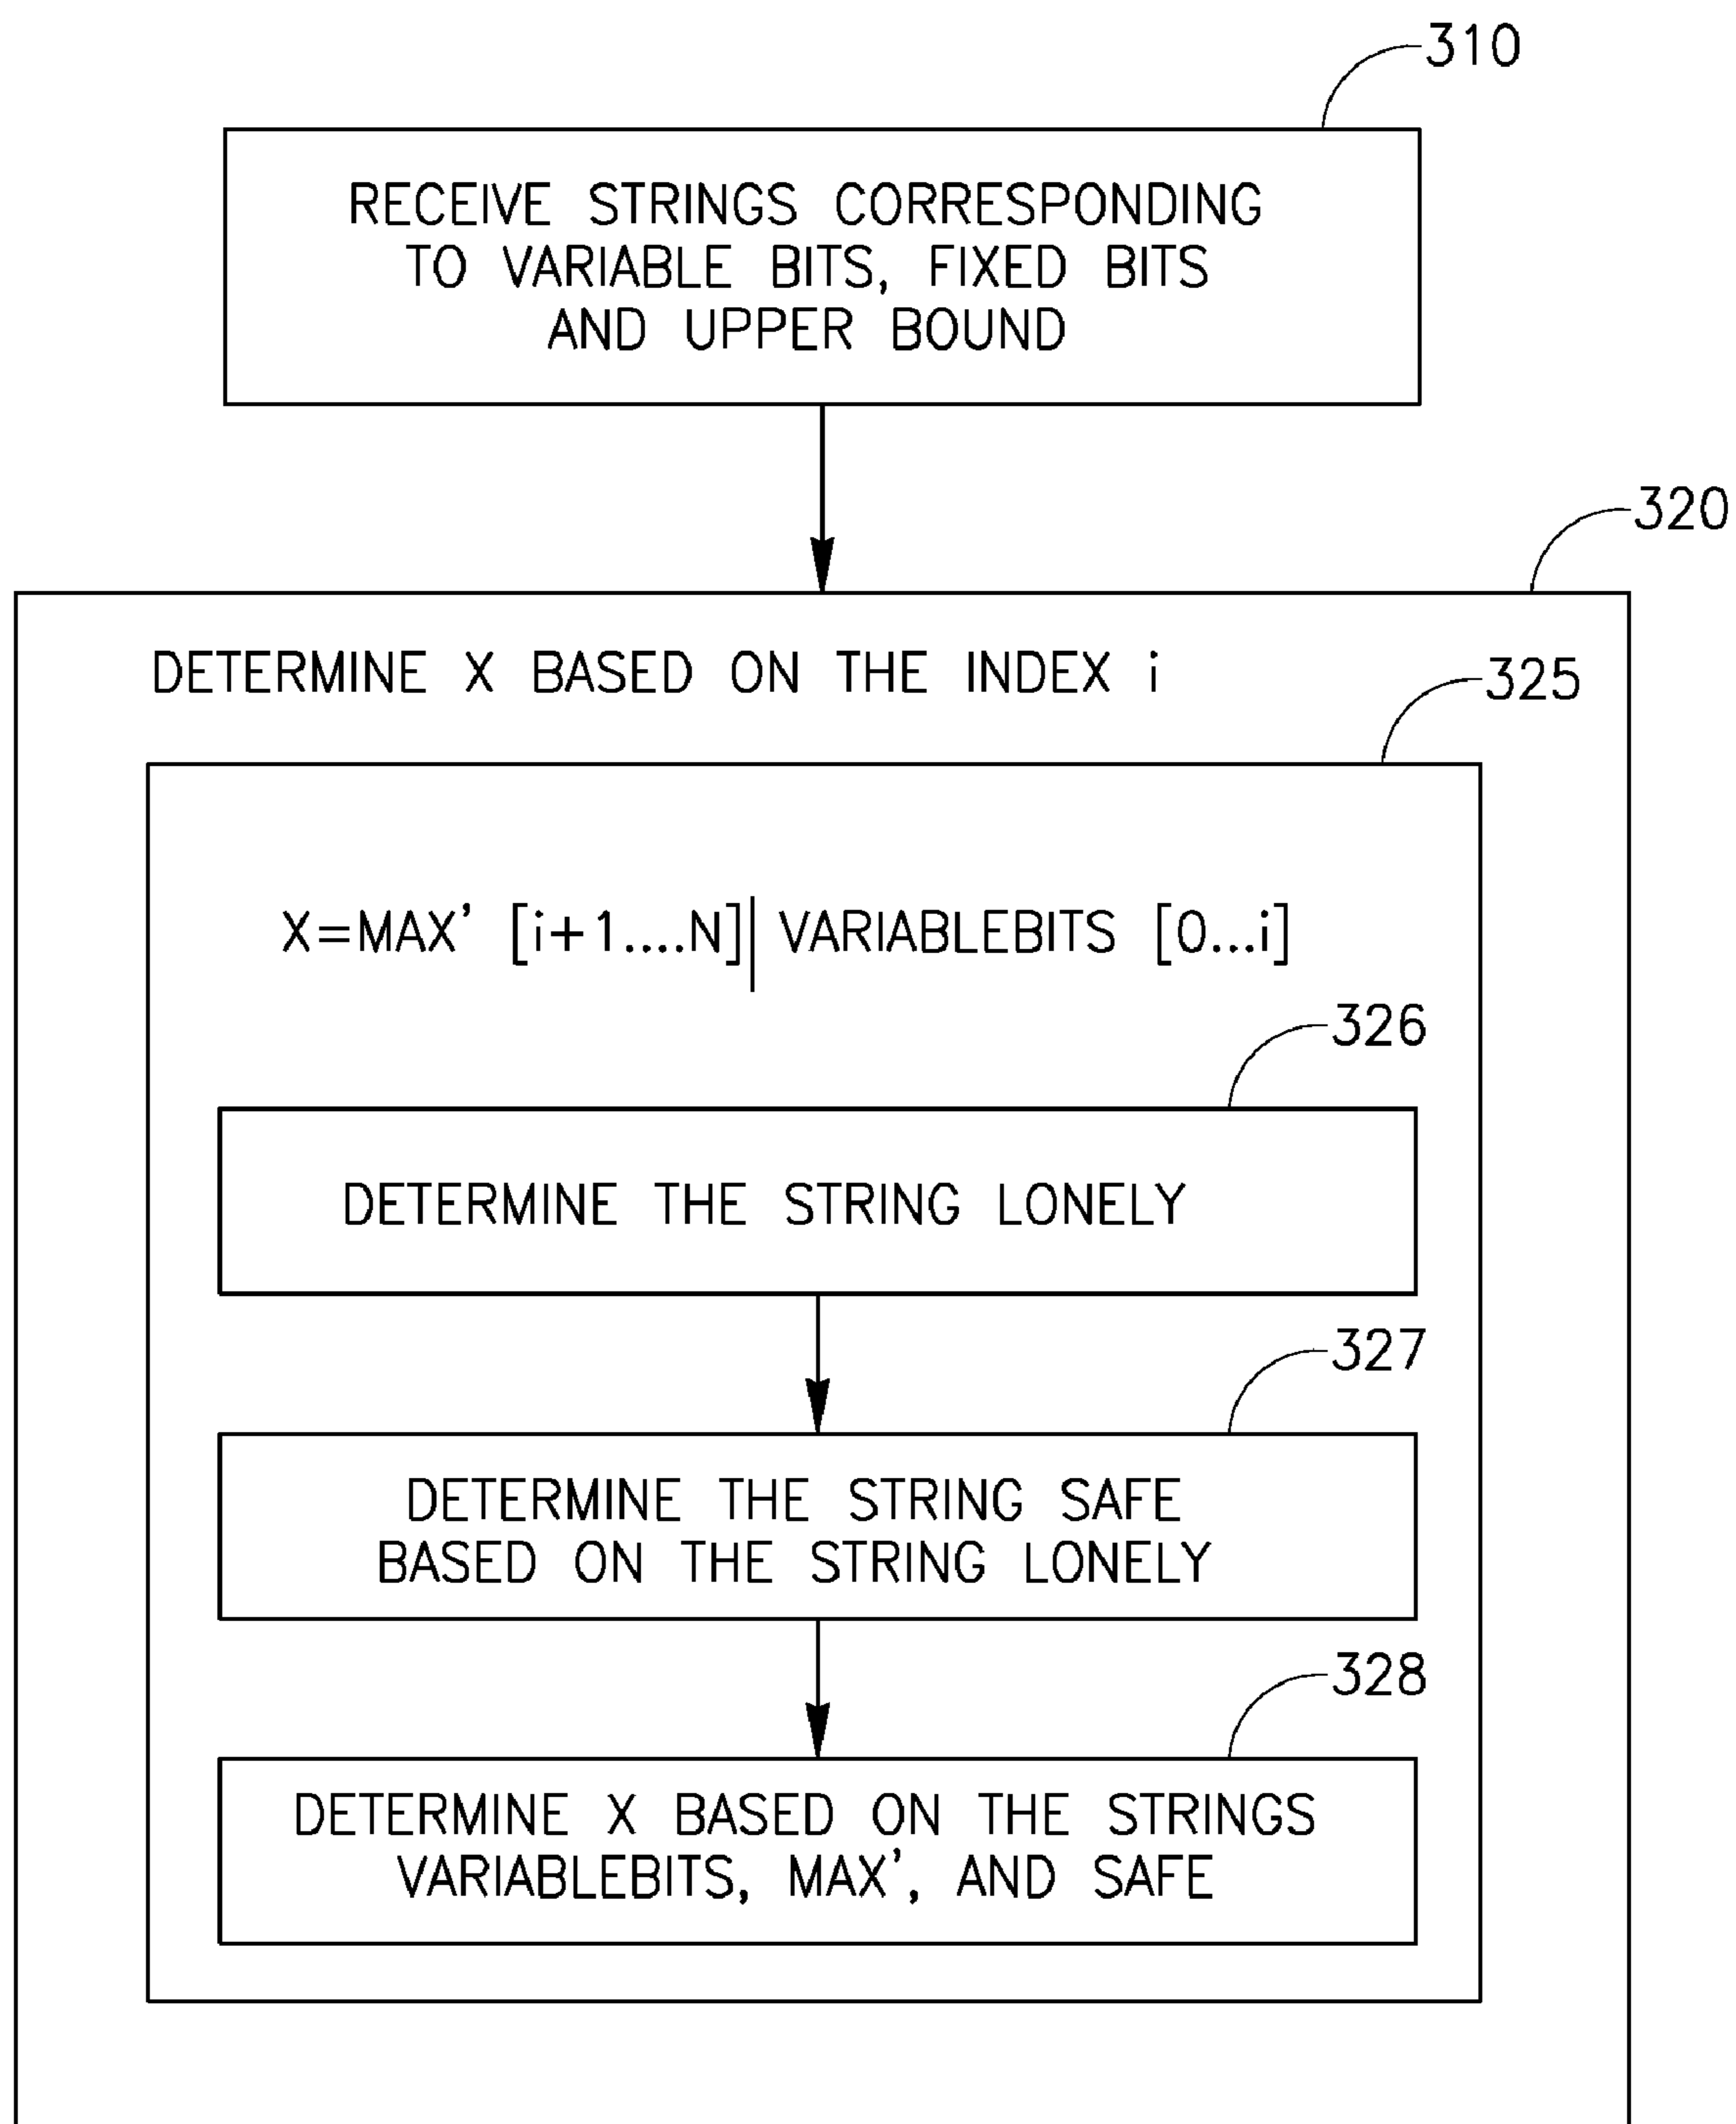 310
RECEIVE STRINGS CORRESPONDING
TO VARIABLE BITS, FIXED BITS
AND UPPER BOUND
320
DETERMINE X BASED ON THE INDEX i
325
X=MAX' [i+1....N]| VARIABLEBITS [0...i]
326
DETERMINE THE STRING LONELY
327
DETERMINE THE STRING SAFE
BASED ON THE STRING LONELY
328
DETERMINE X BASED ON THE STRINGS
VARIABLEBITS, MAX', AND SAFE